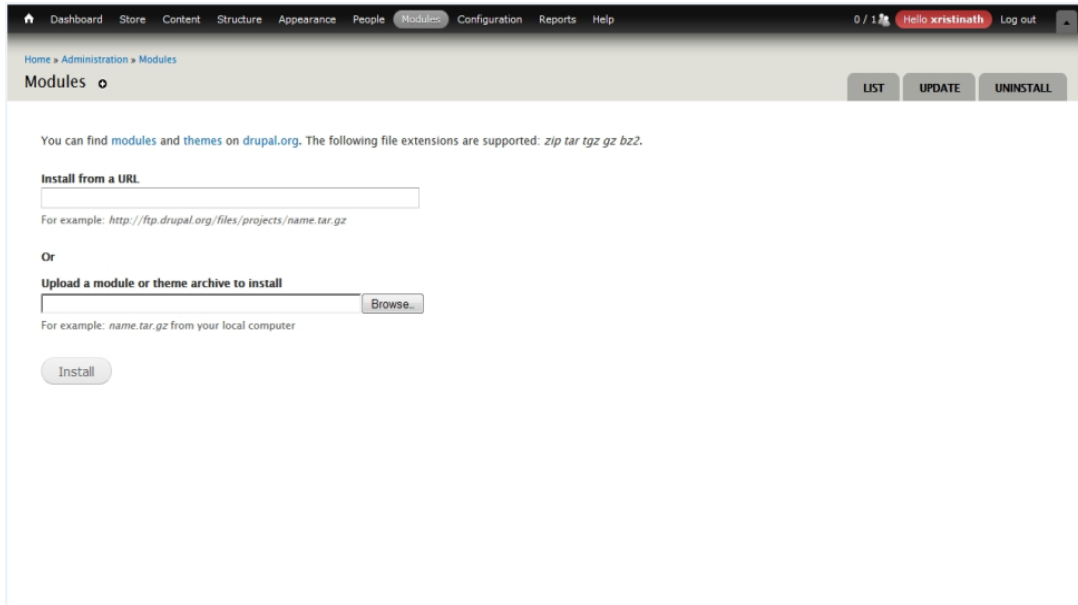 Dashboard Store Content Structure Appearance People Modules Configuration Reports Help 0 / 1 Hello xristinath Log out
Home » Administration » Modules
Modules
LIST UPDATE UNINSTALL
You can find modules and themes on drupal.org. The following file extensions are supported: zip tar tgz gz bz2.
Install from a URL
For example: http://ftp.drupal.org/files/projects/name.tar.gz
Or
Upload a module or theme archive to install
Browse..
For example: name.tar.gz from your local computer
Install